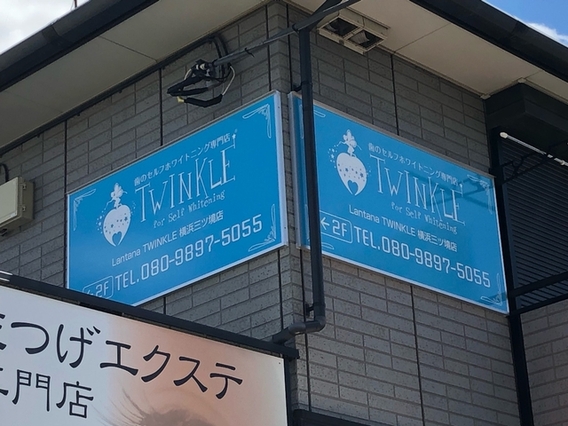 歯のセルフホワイトニング専門店
TWINKLE
For Self Whitening
Lantana TWINKLE 横浜三ツ境店
←2F TEL.080-9897-5055
歯のセルフホワイトニング専門店
TWINKLE
For Self Whitening
Lantana TWINKLE 横浜三ツ境店
←2F TEL.080-9897-5055
つげエクステ
門店